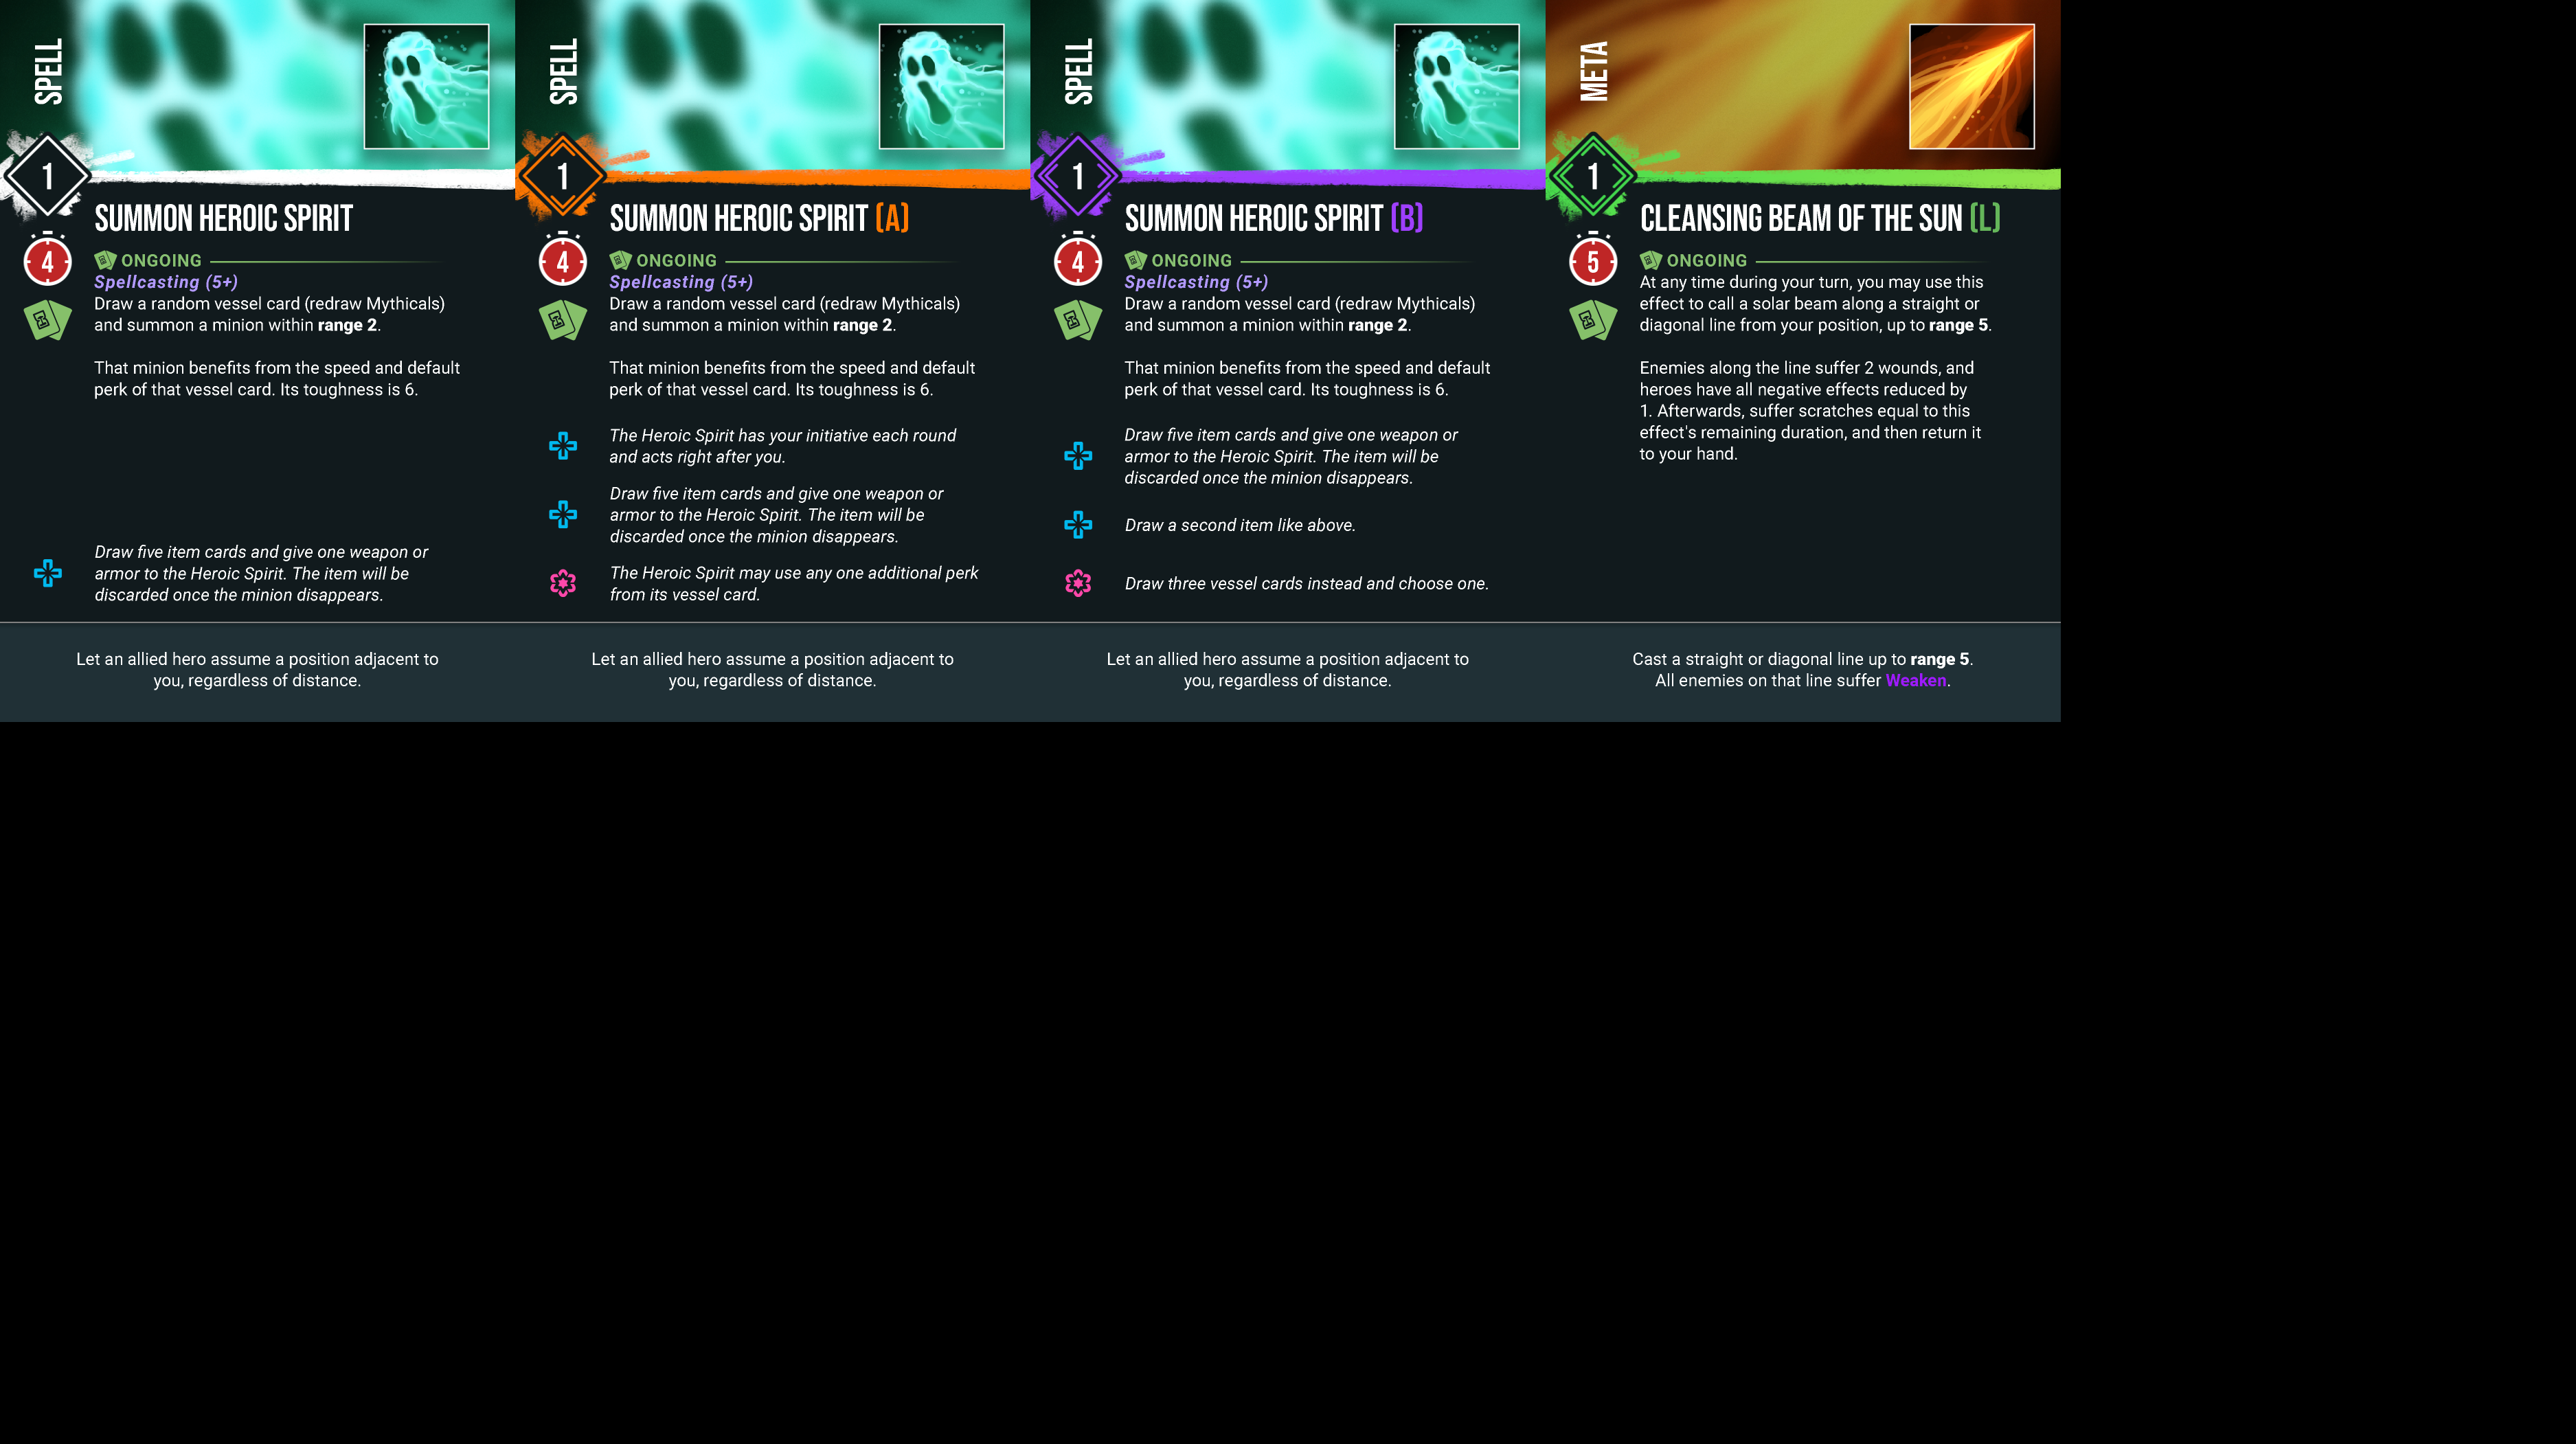 SPELL
1
SUMMON HEROIC SPIRIT
4
ONGOING
Spellcasting (5+)
Draw a random vessel card (redraw Mythicals)
and summon a minion within range 2.
That minion benefits from the speed and default
perk of that vessel card. Its toughness is 6.
Draw five item cards and give one weapon or
armor to the Heroic Spirit. The item will be
discarded once the minion disappears.
Let an allied hero assume a position adjacent to
you, regardless of distance.
SPELL
1
SUMMON HEROIC SPIRIT (A)
4
ONGOING
Spellcasting (5+)
Draw a random vessel card (redraw Mythicals)
and summon a minion within range 2.
That minion benefits from the speed and default
perk of that vessel card. Its toughness is 6.
The Heroic Spirit has your initiative each round
and acts right after you.
Draw five item cards and give one weapon or
armor to the Heroic Spirit. The item will be
discarded once the minion disappears.
The Heroic Spirit may use any one additional perk
from its vessel card.
Let an allied hero assume a position adjacent to
you, regardless of distance.
SPELL
1
SUMMON HEROIC SPIRIT (B)
4
ONGOING
Spellcasting (5+)
Draw a random vessel card (redraw Mythicals)
and summon a minion within range 2.
That minion benefits from the speed and default
perk of that vessel card. Its toughness is 6.
Draw five item cards and give one weapon or
armor to the Heroic Spirit. The item will be
discarded once the minion disappears.
Draw a second item like above.
Draw three vessel cards instead and choose one.
Let an allied hero assume a position adjacent to
you, regardless of distance.
META
1
CLEANSING BEAM OF THE SUN (L)
5
ONGOING
At any time during your turn, you may use this
effect to call a solar beam along a straight or
diagonal line from your position, up to range 5.
Enemies along the line suffer 2 wounds, and
heroes have all negative effects reduced by
1. Afterwards, suffer scratches equal to this
effect's remaining duration, and then return it
to your hand.
Cast a straight or diagonal line up to range 5.
All enemies on that line suffer Weaken.